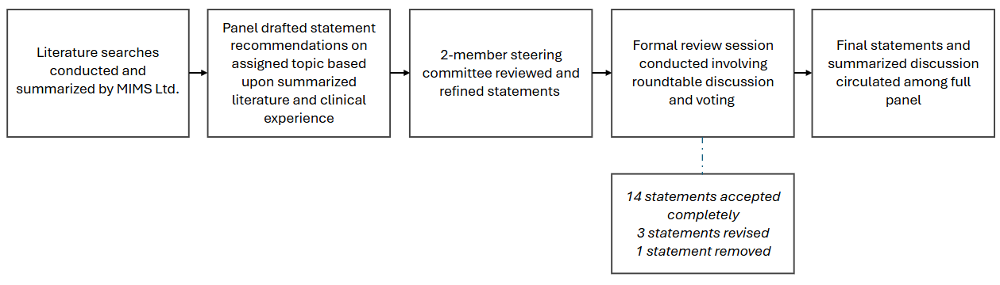 Literature searches
conducted and
summarized by MIMS Ltd.
Panel drafted statement
recommendations on
assigned topic based
upon summarized
literature and clinical
experience
2-member steering
committee reviewed and
refined statements
Formal review session
conducted involving
roundtable discussion
and voting
Final statements and
summarized discussion
circulated among full
panel
14 statements accepted
completely
3 statements revised
1 statement removed